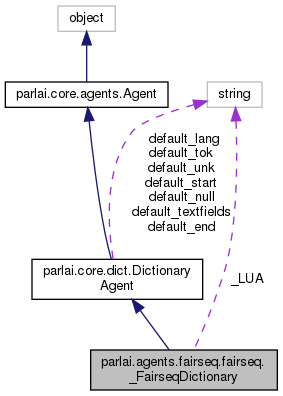 object
parlai.core.agents.Agent
string
default_lang
default_tok
default_unk
default_start
default_null
default_textfields
default_end
parlai.core.dict.Dictionary
Agent
_LUA
parlai.agents.fairseq.fairseq.
_FairseqDictionary